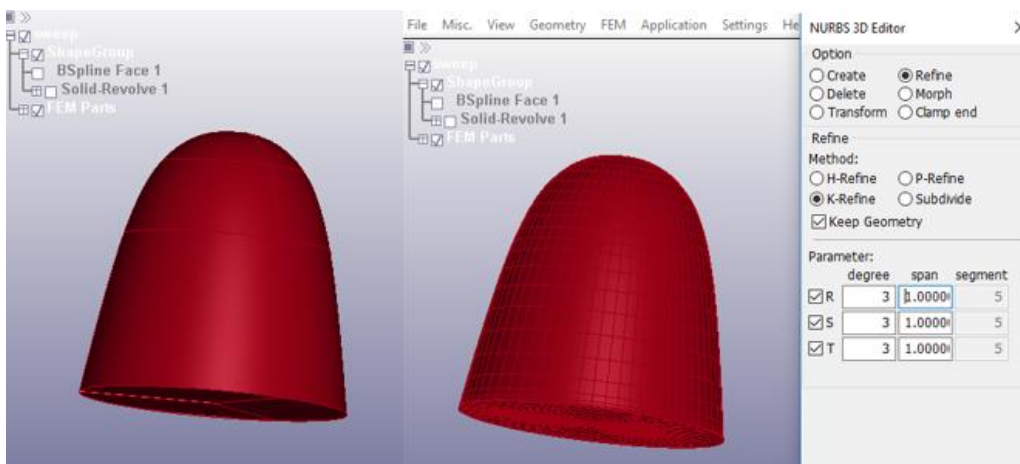 sweep
ShapeGroup
BSpline Face 1
Solid-Revolve 1
FEM Parts
File Misc. View Geometry FEM Application Settings He
sweep
ShapeGroup
BSpline Face 1
Solid-Revolve 1
FEM Parts
NURBS 3D Editor
Option
Create Refine
Delete Morph
Transform Clamp end
Refine
Method:
H-Refine P-Refine
K-Refine Subdivide
Keep Geometry
Parameter:
degree span segment
R 3 1.0000 5
S 3 1.0000 5
T 3 1.0000 5